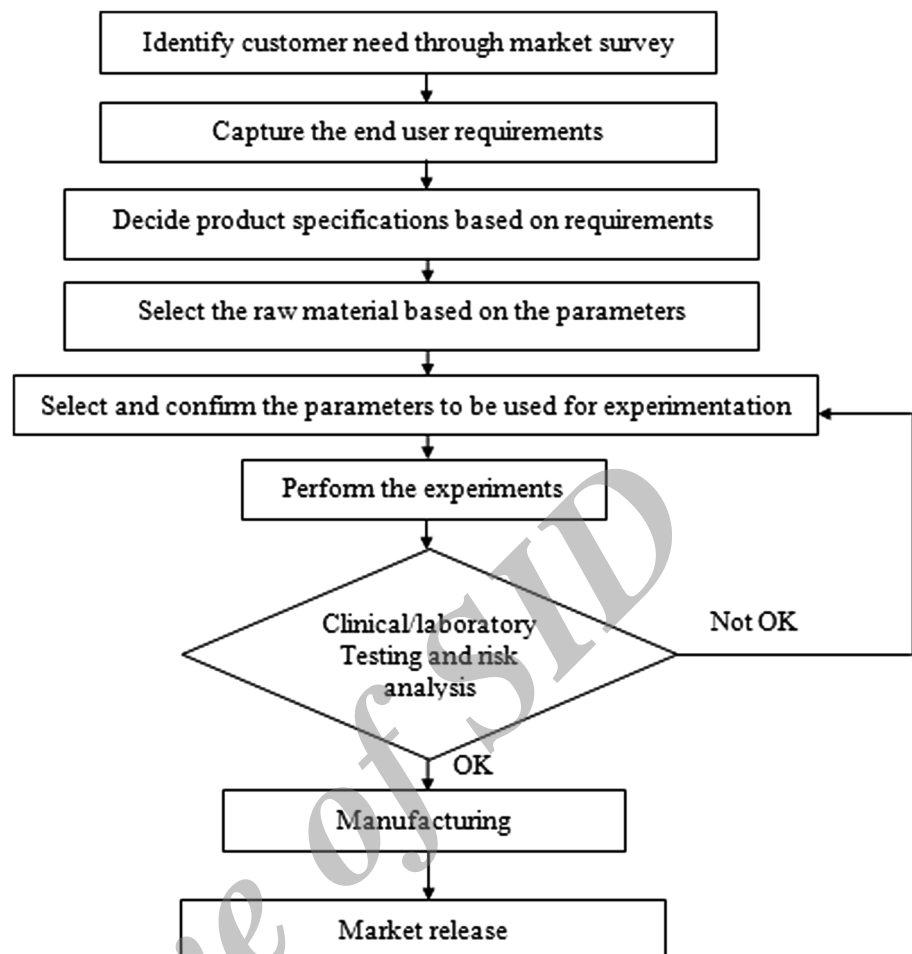 Identify customer need through market survey
Capture the end user requirements
Decide product specifications based on requirements
Select the raw material based on the parameters
Select and confirm the parameters to be used for experimentation
Perform the experiments
Clinical/laboratory
Testing and risk
analysis
Not OK
OK
Manufacturing
Market release
of SID